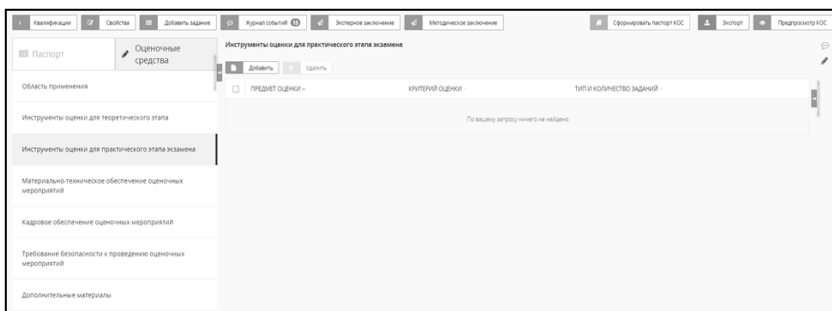 Квалификации Свойства Добавить задание Журнал событий 15 Эксперное заключение Методическое заключение Сформировать паспорт КОС Экспорт Предпросмотр КОС
Паспорт
Оценочные
средства
Область применения
Инструменты оценки для теоретического этапа
Инструменты оценки для практического этапа экзамена
Материально-техническое обеспечение оценочных
мероприятий
Кадровое обеспечение оценочных мероприятий
Требование безопасности к проведению оценочных
мероприятий
Дополнительные материалы
Инструменты оценки для практического этапа экзамена
Добавить Удалить
ПРЕДМЕТ ОЦЕНКИ КРИТЕРИЙ ОЦЕНКИ ТИП И КОЛИЧЕСТВО ЗАДАНИЙ
По вашему запросу ничего не найдено.